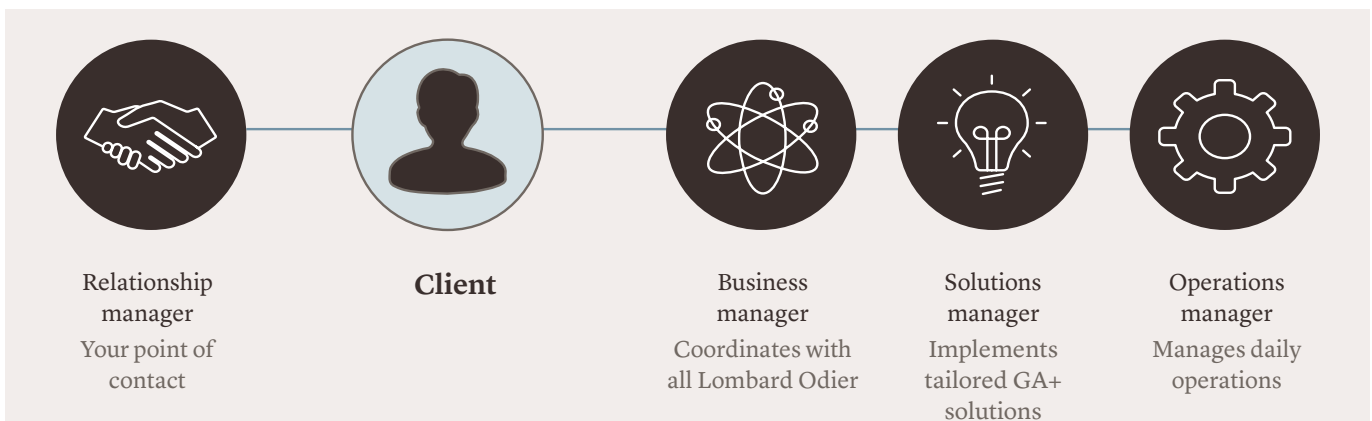 Relationship
manager
Your point of
contact
Client
Business
manager
Coordinates with
all Lombard Odier
Solutions
manager
Implements
tailored GA+
solutions
Operations
manager
Manages daily
operations